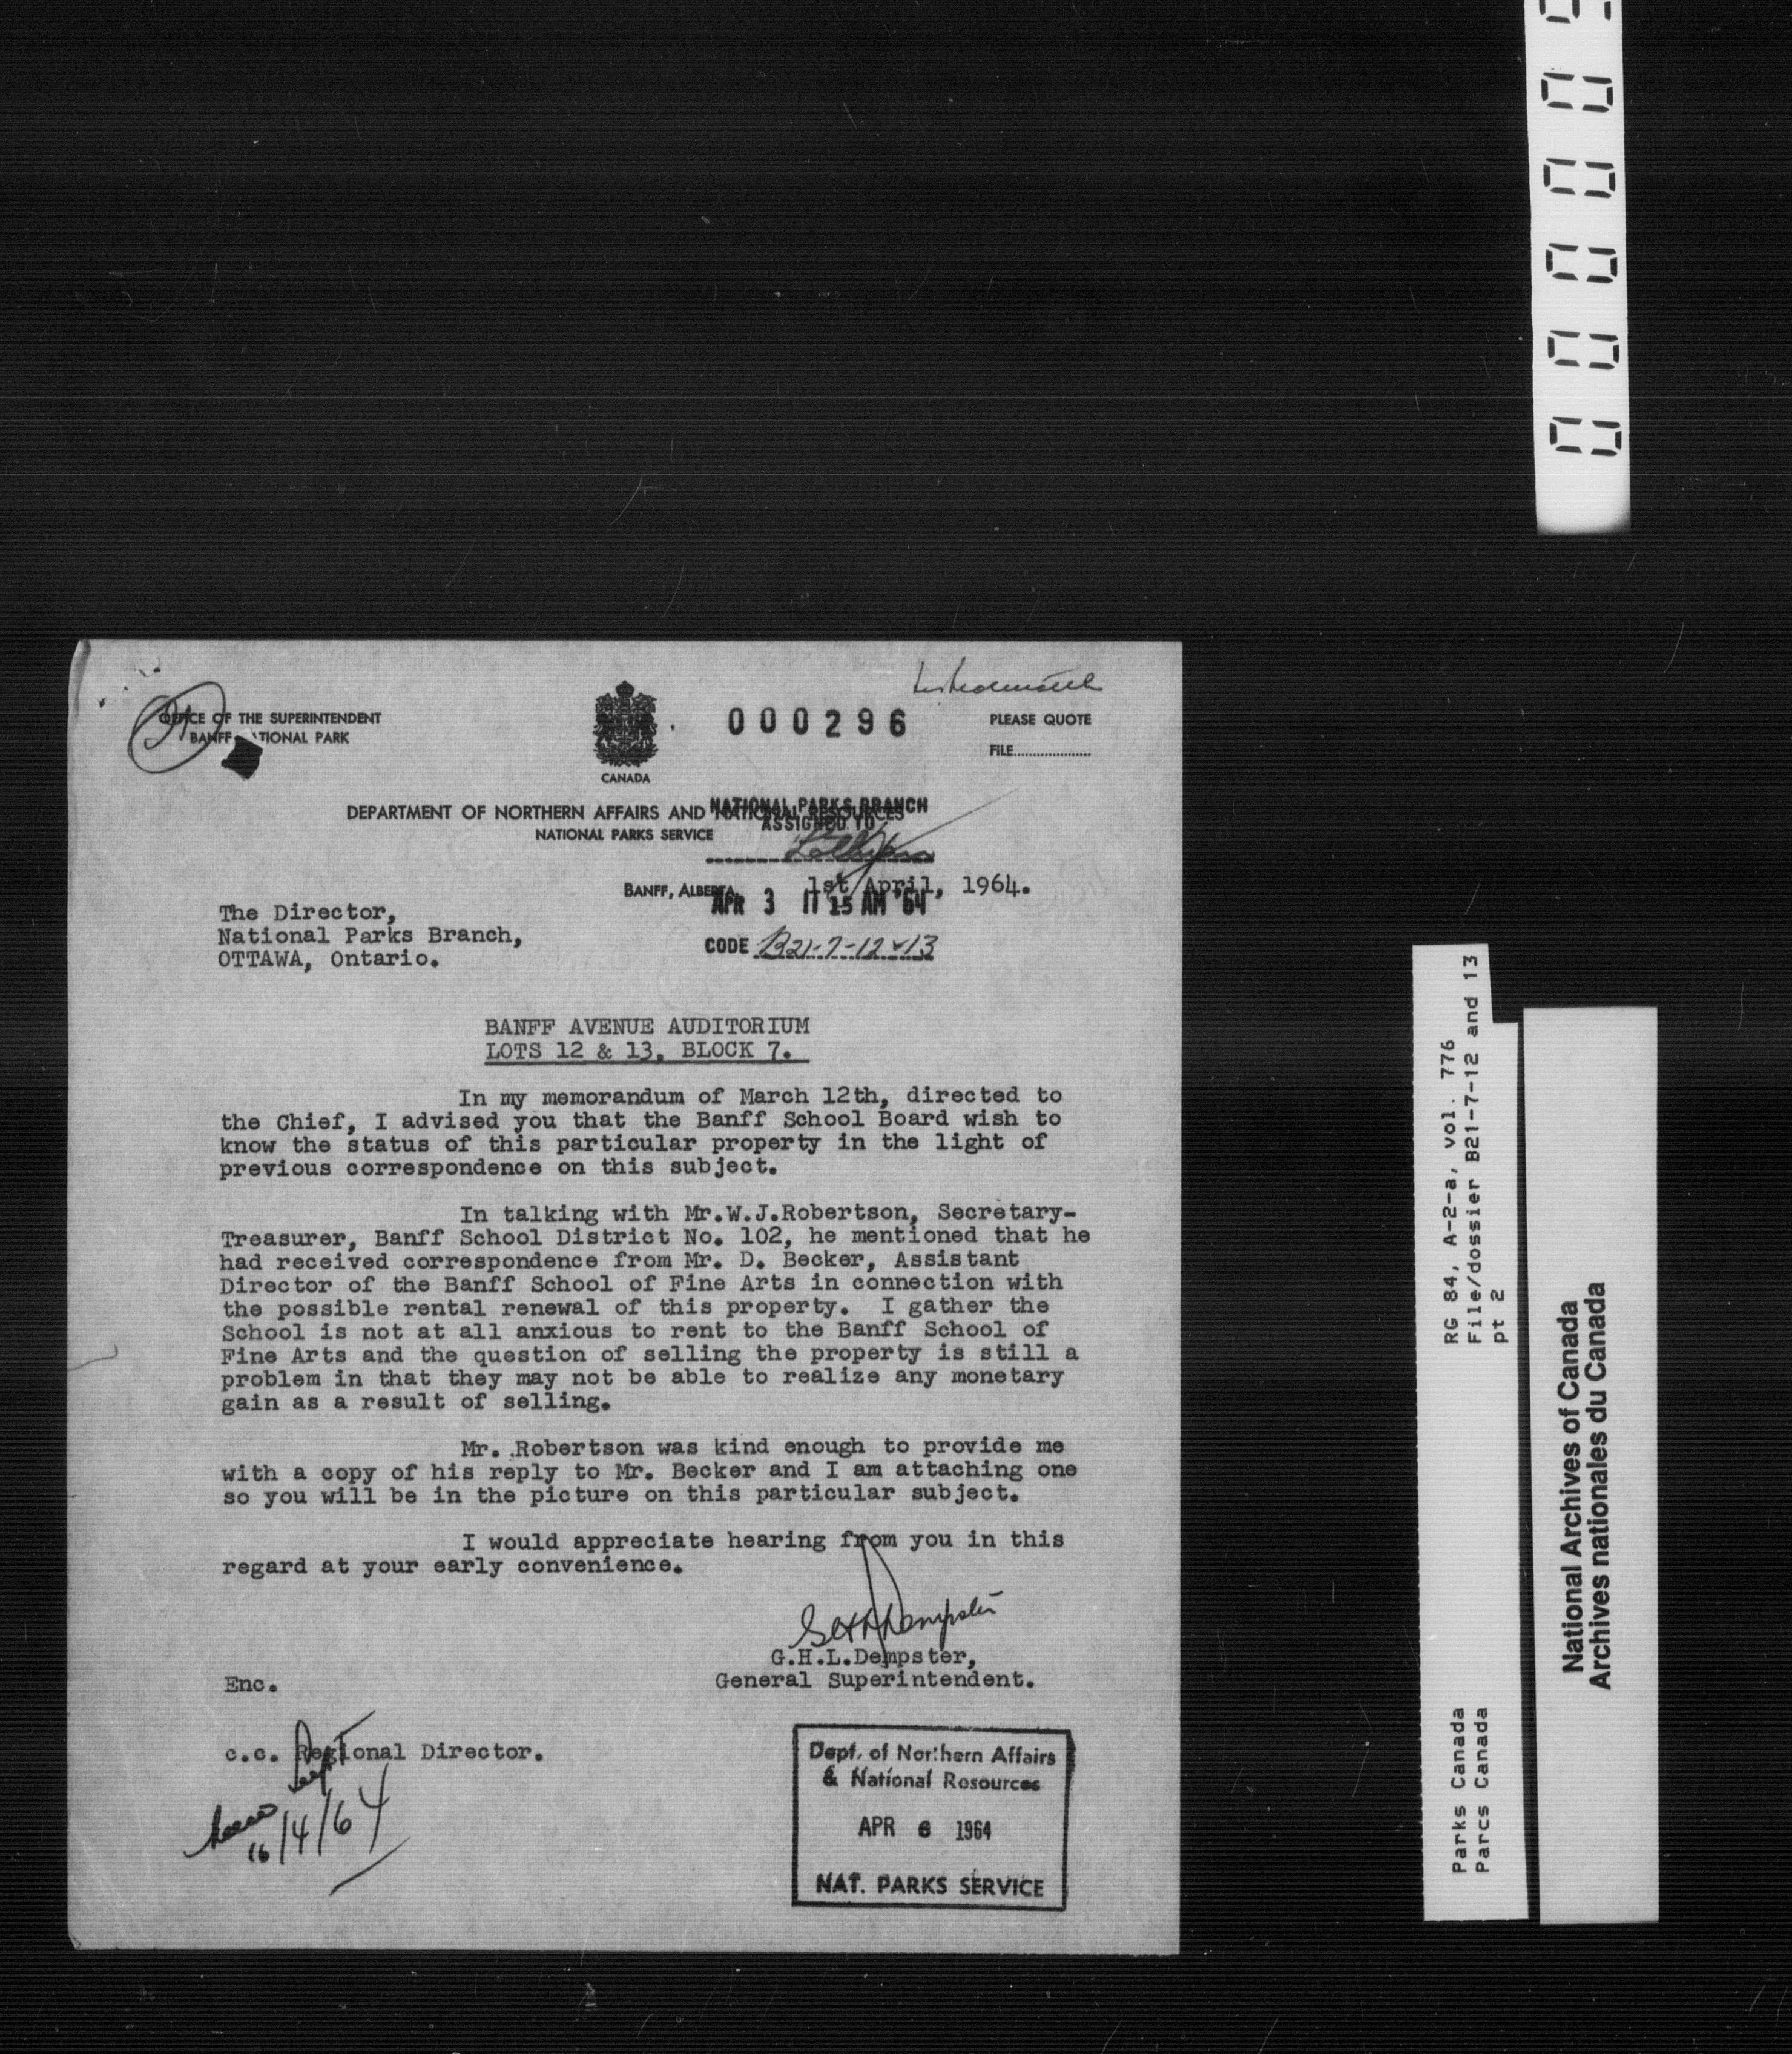 OFFICE OF THE SUPERINTENDENT
BANFF NATIONAL PARK
CANADA
000296
PLEASE QUOTE
FILE
DEPARTMENT OF NORTHERN AFFAIRS AND NATIONAL RESOURCES
NATIONAL PARKS SERVICE
NATIONAL PARKS BRANCH
ASSIGNED TO
BANFF, ALBERTA, 1st April, 1964.
APR 3 11 15 AM '64
CODE B21-7-12+13
The Director,
National Parks Branch,
OTTAWA, Ontario.
BANFF AVENUE AUDITORIUM
LOTS 12 & 13, BLOCK 7.
In my memorandum of March 12th, directed to
the Chief, I advised you that the Banff School Board wish to
know the status of this particular property in the light of
previous correspondence on this subject.
In talking with Mr.W.J.Robertson, Secretary-
Treasurer, Banff School District No. 102, he mentioned that he
had received correspondence from Mr. D. Becker, Assistant
Director of the Banff School of Fine Arts in connection with
the possible rental renewal of this property. I gather the
School is not at all anxious to rent to the Banff School of
Fine Arts and the question of selling the property is still a
problem in that they may not be able to realize any monetary
gain as a result of selling.
Mr. Robertson was kind enough to provide me
with a copy of his reply to Mr. Becker and I am attaching one
so you will be in the picture on this particular subject.
I would appreciate hearing from you in this
regard at your early convenience.
GHLDempster
G.H.L.Dempster,
General Superintendent.
Enc.
c.c. Regional Director.
16/4/64
Dept. of Northern Affairs
& National Resources
APR 6 1964
NAT. PARKS SERVICE
RG 84, A-2-a, vol. 776
File/dossier B21-7-12 and 13
pt 2
Parks Canada
Parcs Canada
National Archives of Canada
Archives nationales du Canada